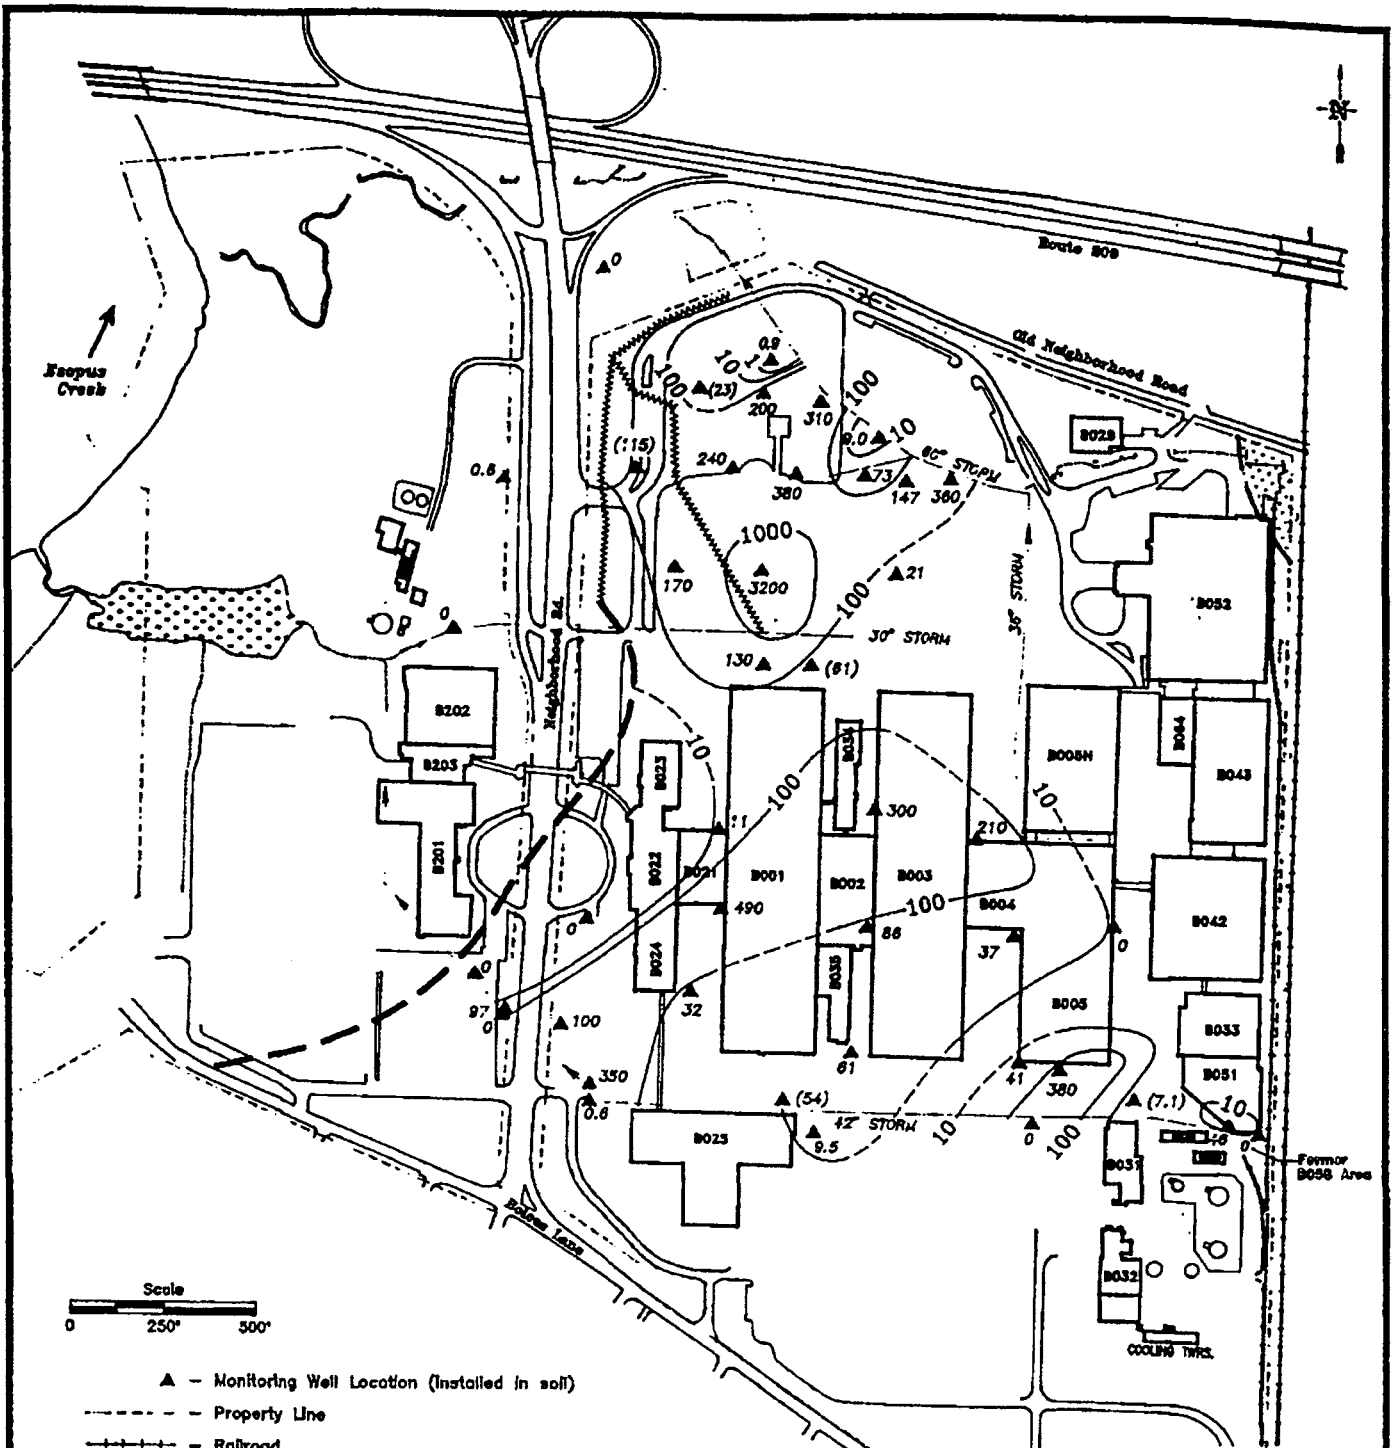 N
Route 209
Old Neighborhood Road
Esopus
Creek
0
0.9
10
1
100
(23)
200
310
100
9.0
10
60" STORM
B029
(115)
240
380
73
147
360
0.8
1000
170
3200
21
100
36" STORM
B052
0
Neighborhood Rd.
30" STORM
130
(61)
B202
B203
B201
10
B023
B034
100
B005N
B044
B043
10
11
300
210
B022
B021
B001
B002
B003
B004
100
B042
490
86
37
0
0
B024
B035
0
97
0
100
32
B005
B033
B051
61
41
380
350
0.6
(54)
42" STORM
9.5
10
0
100
(7.1)
10
0
B025
B031
Former
B056 Area
Boices Lane
B032
COOLING TWRS.
Scale
0 250' 500'
▲ – Monitoring Well Location (Installed in soil)
– Property Line
– Railroad